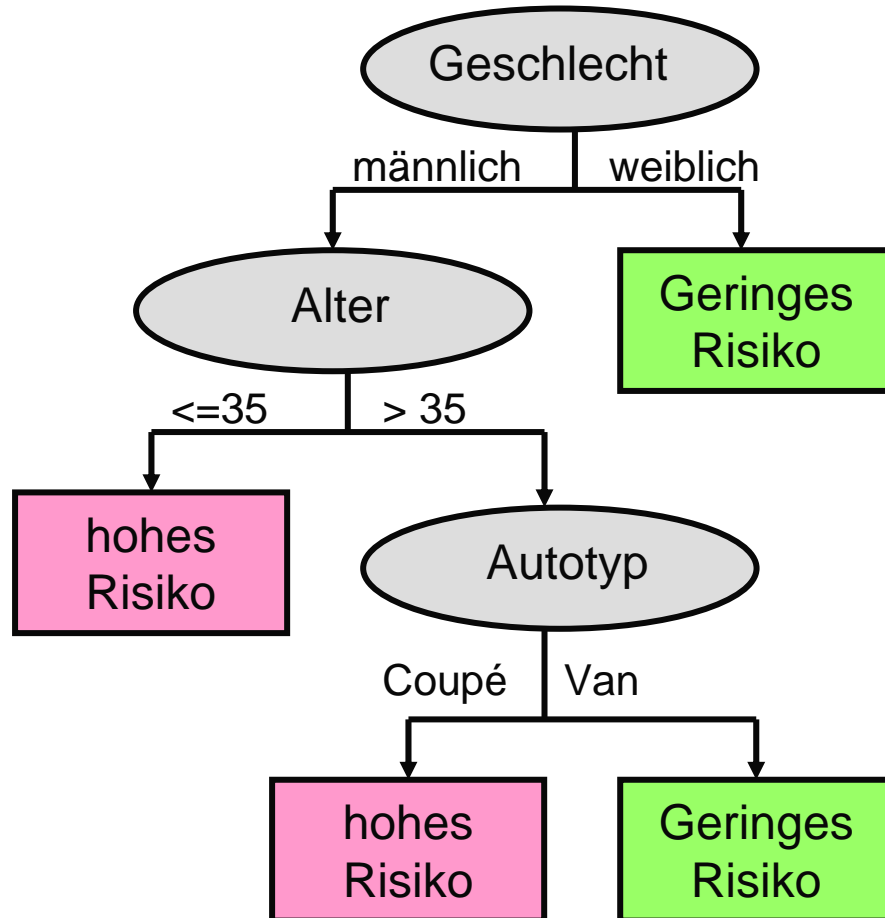 Geschlecht
männlich weiblich
Alter
Geringes
Risiko
<=35 > 35
hohes
Risiko
Autotyp
Coupé Van
hohes
Risiko
Geringes
Risiko